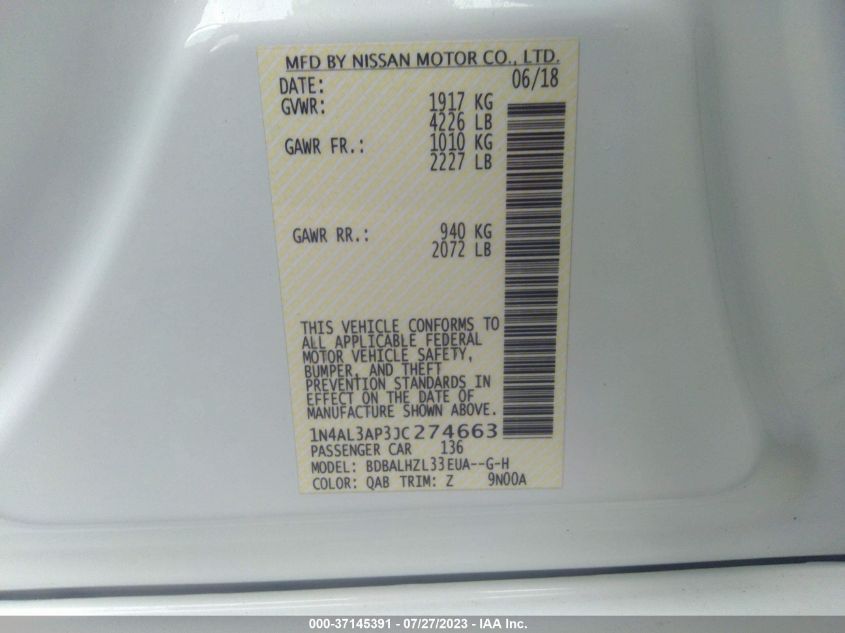 MFD BY NISSAN MOTOR CO., LTD.
DATE: 06/18
GVWR: 1917 KG
4226 LB
GAWR FR.: 1010 KG
2227 LB
GAWR RR.: 940 KG
2072 LB
THIS VEHICLE CONFORMS TO
ALL APPLICABLE FEDERAL
MOTOR VEHICLE SAFETY,
BUMPER, AND THEFT
PREVENTION STANDARDS IN
EFFECT ON THE DATE OF
MANUFACTURE SHOWN ABOVE.
1N4AL3AP3JC274663
PASSENGER CAR 136
MODEL: BDBALHZL33EUA--G-H
COLOR: QAB TRIM: Z 9N00A
000-37145391 - 07/27/2023 - IAA Inc.